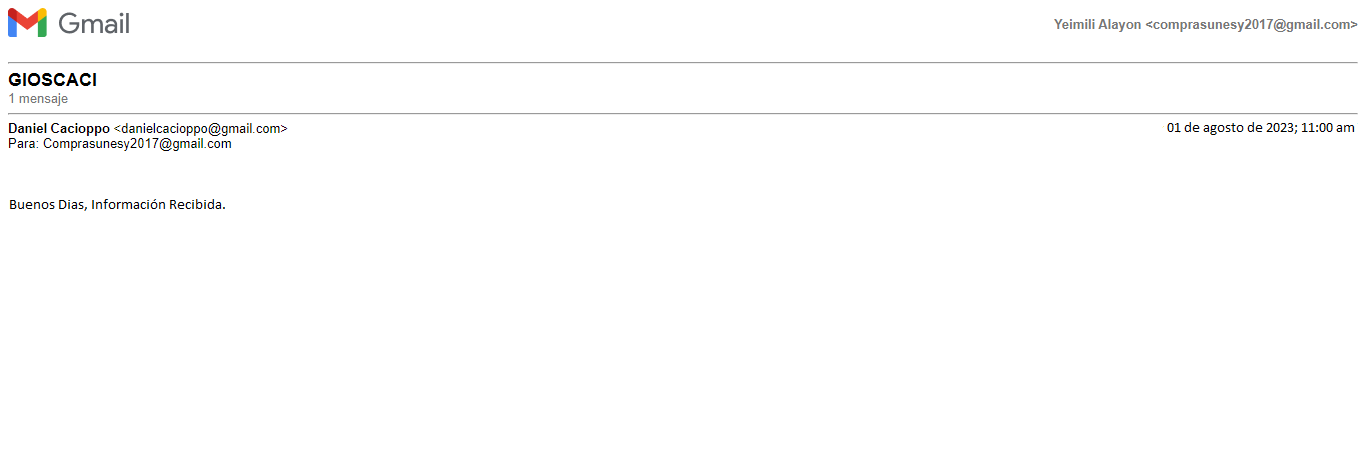 Gmail
Yeimili Alayon <comprasunesy2017@gmail.com>
GIOSCACI
1 mensaje
Daniel Cacioppo <danielcacioppo@gmail.com>
01 de agosto de 2023; 11:00 am
Para: Comprasunesy2017@gmail.com
Buenos Dias, Información Recibida.